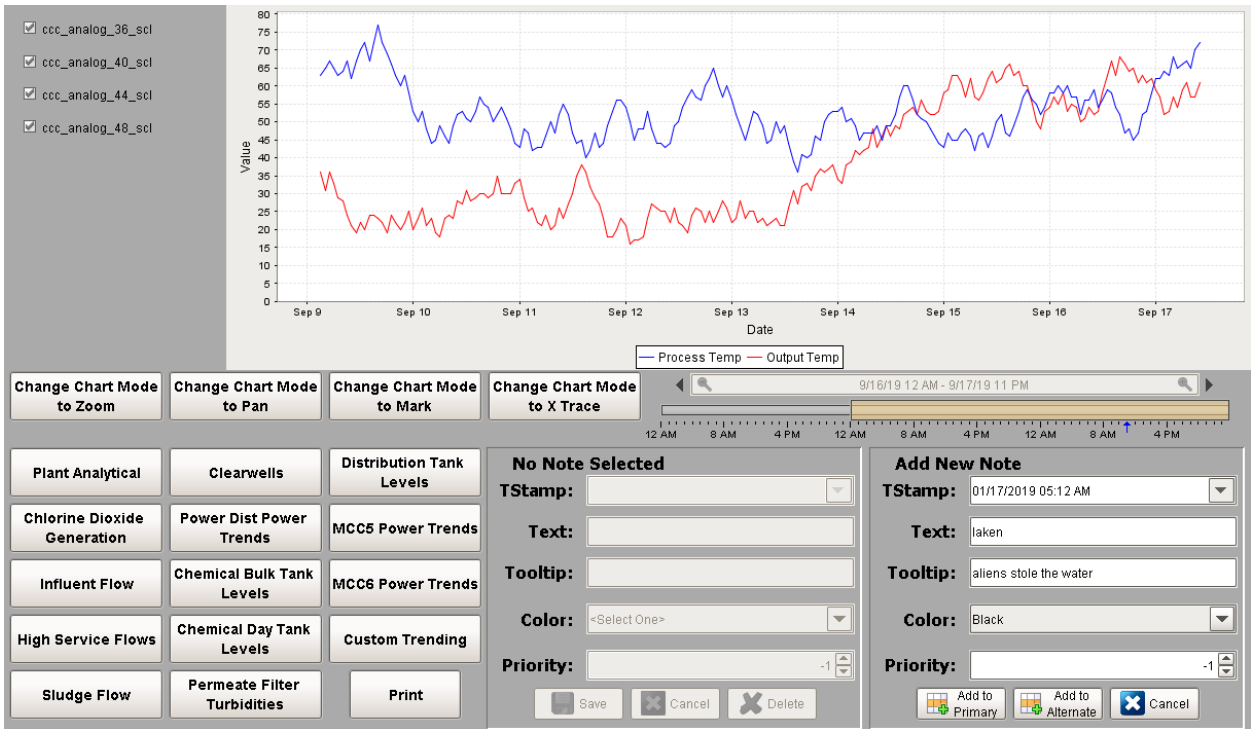 ccc_analog_36_scl
ccc_analog_40_scl
ccc_analog_44_scl
ccc_analog_48_scl
80
75
70
65
60
55
50
45
40
35
30
25
20
15
10
5
0
Value
Sep 9 Sep 10 Sep 11 Sep 12 Sep 13 Sep 14 Sep 15 Sep 16 Sep 17
Date
Process Temp Output Temp
Change Chart Mode
to Zoom
Change Chart Mode
to Pan
Change Chart Mode
to Mark
Change Chart Mode
to X Trace
9/16/19 12 AM - 9/17/19 11 PM
12 AM 8 AM 4 PM 12 AM 8 AM 4 PM 12 AM 8 AM 4 PM
Plant Analytical
Clearwells
Distribution Tank
Levels
Chlorine Dioxide
Generation
Power Dist Power
Trends
MCC5 Power Trends
Influent Flow
Chemical Bulk Tank
Levels
MCC6 Power Trends
High Service Flows
Chemical Day Tank
Levels
Custom Trending
Sludge Flow
Permeate Filter
Turbidities
Print
No Note Selected
TStamp:
Text:
Tooltip:
Color: <Select One>
Priority: -1
Save Cancel Delete
Add New Note
TStamp: 01/17/2019 05:12 AM
Text: laken
Tooltip: aliens stole the water
Color: Black
Priority: -1
Add to
Primary
Add to
Alternate
Cancel